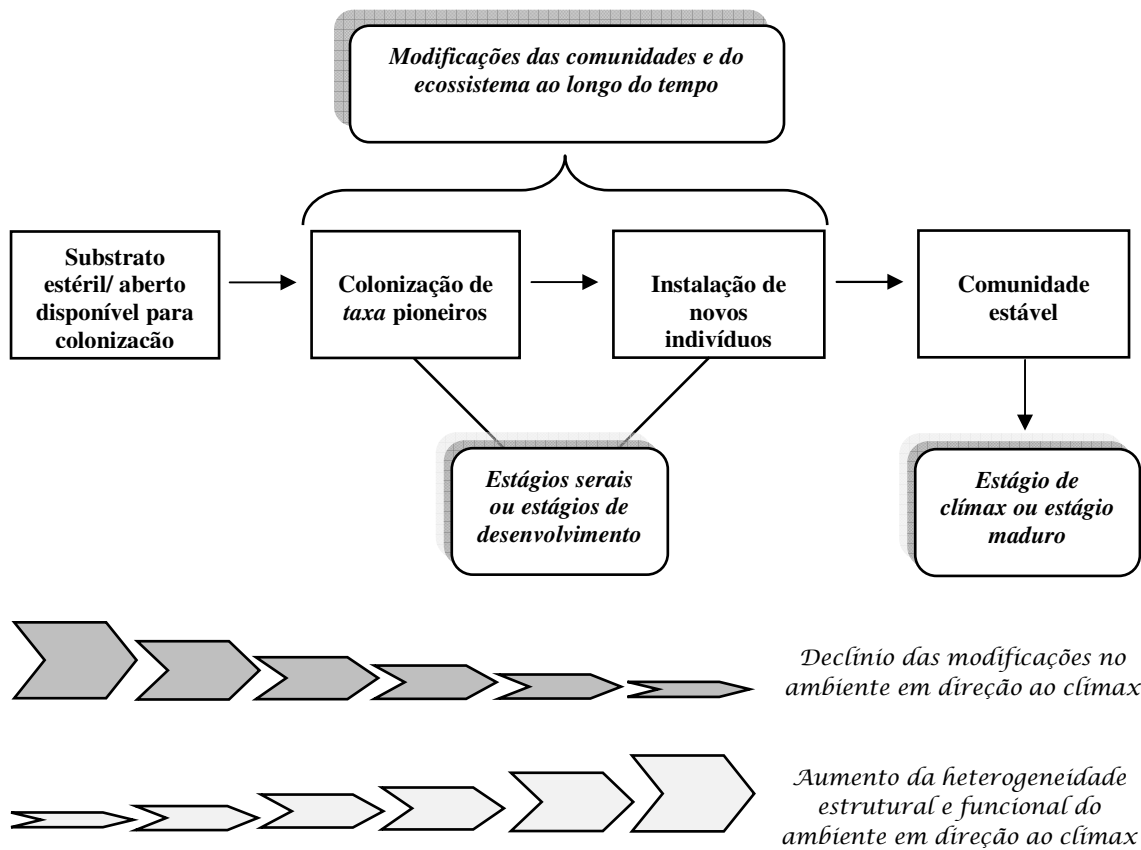 Modificações das comunidades e do
ecossistema ao longo do tempo
Substrato
estéril/ aberto
disponível para
colonizacão
Colonização de
taxa pioneiros
Instalação de
novos
indivíduos
Comunidade
estável
Estágios serais
ou estágios de
desenvolvimento
Estágio de
clímax ou estágio
maduro
Declínio das modificações no
ambiente em direção ao clímax
Aumento da heterogeneidade
estrutural e funcional do
ambiente em direção ao clímax